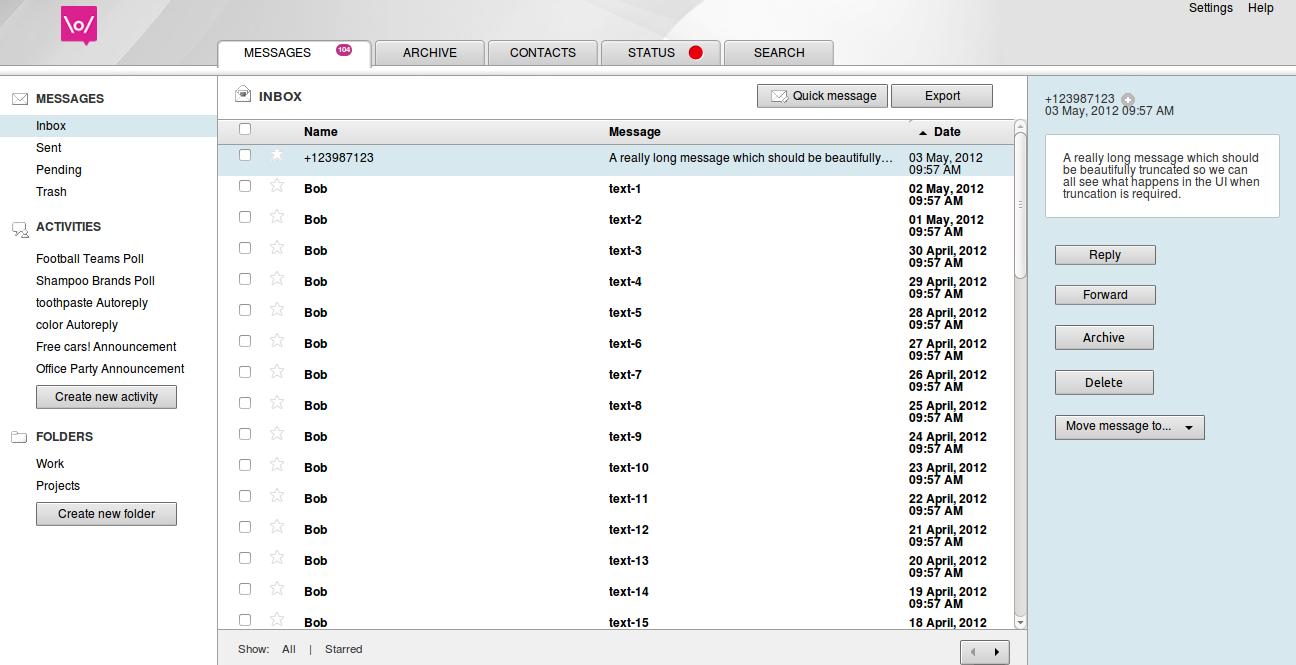 Settings Help
\o/
MESSAGES 104 ARCHIVE CONTACTS STATUS SEARCH
MESSAGES
Inbox
Sent
Pending
Trash
ACTIVITIES
Football Teams Poll
Shampoo Brands Poll
toothpaste Autoreply
color Autoreply
Free cars! Announcement
Office Party Announcement
Create new activity
FOLDERS
Work
Projects
Create new folder
INBOX Quick message Export
Name Message Date
+123987123 A really long message which should be beautifully... 03 May, 2012
09:57 AM
Bob text-1 02 May, 2012
09:57 AM
Bob text-2 01 May, 2012
09:57 AM
Bob text-3 30 April, 2012
09:57 AM
Bob text-4 29 April, 2012
09:57 AM
Bob text-5 28 April, 2012
09:57 AM
Bob text-6 27 April, 2012
09:57 AM
Bob text-7 26 April, 2012
09:57 AM
Bob text-8 25 April, 2012
09:57 AM
Bob text-9 24 April, 2012
09:57 AM
Bob text-10 23 April, 2012
09:57 AM
Bob text-11 22 April, 2012
09:57 AM
Bob text-12 21 April, 2012
09:57 AM
Bob text-13 20 April, 2012
09:57 AM
Bob text-14 19 April, 2012
09:57 AM
Bob text-15 18 April, 2012
Show: All | Starred
+123987123
03 May, 2012 09:57 AM
A really long message which should
be beautifully truncated so we can
all see what happens in the UI when
truncation is required.
Reply
Forward
Archive
Delete
Move message to...